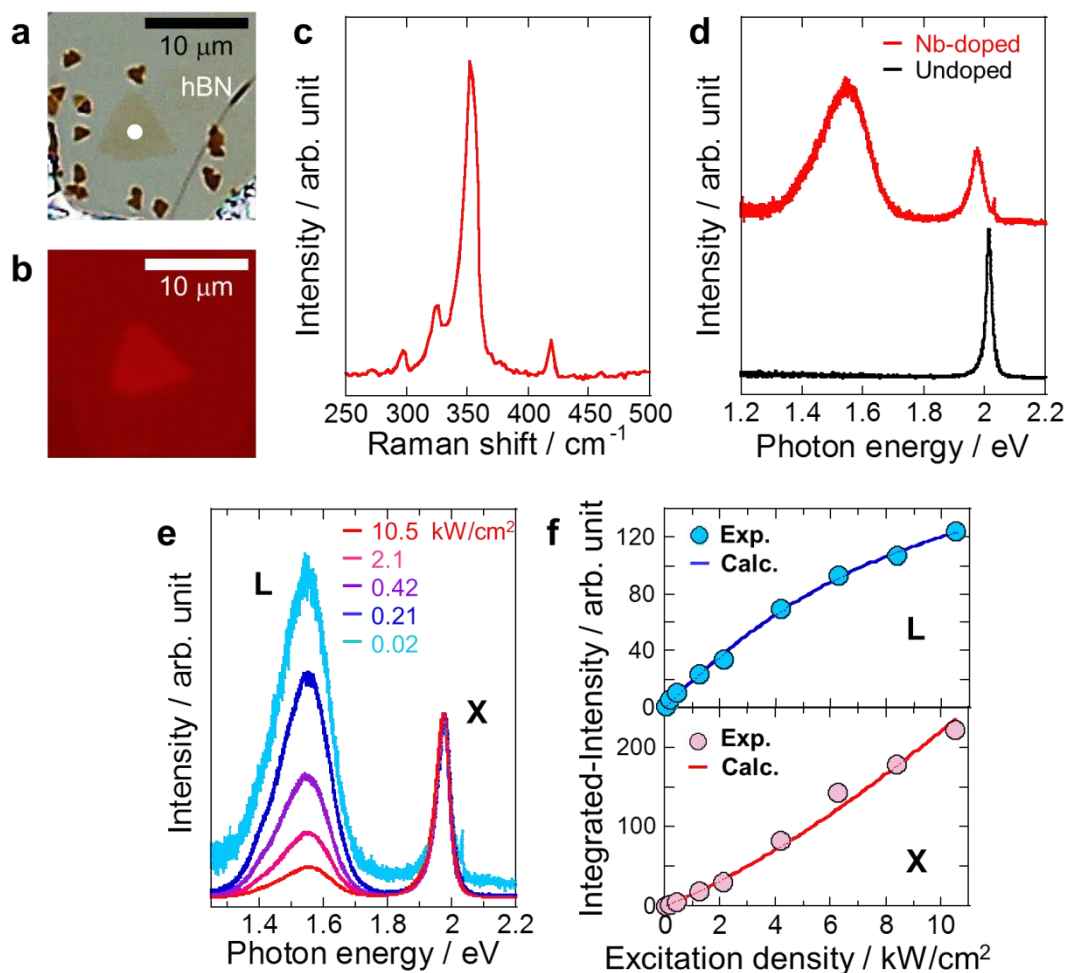 a
10 μm
hBN
b
10 μm
c
Intensity / arb. unit
250 300 350 400 450 500
Raman shift / cm⁻¹
d
Nb-doped
Undoped
Intensity / arb. unit
1.2 1.4 1.6 1.8 2 2.2
Photon energy / eV
e
10.5 kW/cm²
2.1
0.42
0.21
0.02
L
X
Intensity / arb. unit
1.4 1.6 1.8 2 2.2
Photon energy / eV
f
Exp.
Calc.
L
120
80
40
0
Integrated-Intensity / arb. unit
Exp.
Calc.
X
200
100
0
0 2 4 6 8 10
Excitation density / kW/cm²